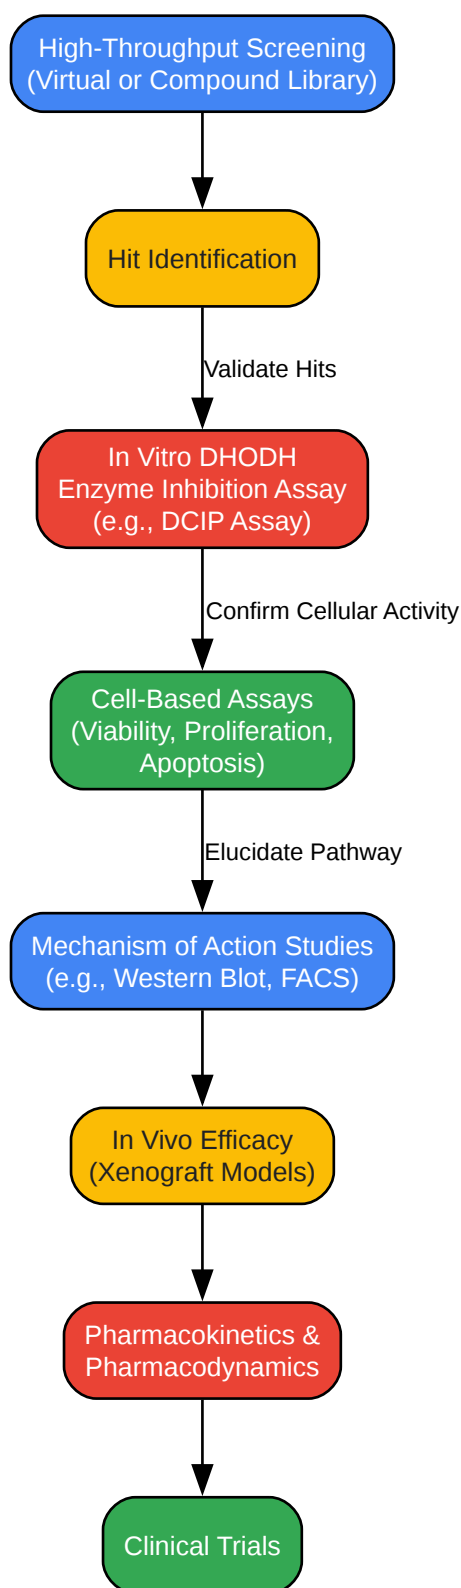 High-Throughput Screening
(Virtual or Compound Library)
Hit Identification
Validate Hits
In Vitro DHODH
Enzyme Inhibition Assay
(e.g., DCIP Assay)
Confirm Cellular Activity
Cell-Based Assays
(Viability, Proliferation,
Apoptosis)
Elucidate Pathway
Mechanism of Action Studies
(e.g., Western Blot, FACS)
In Vivo Efficacy
(Xenograft Models)
Pharmacokinetics &
Pharmacodynamics
Clinical Trials